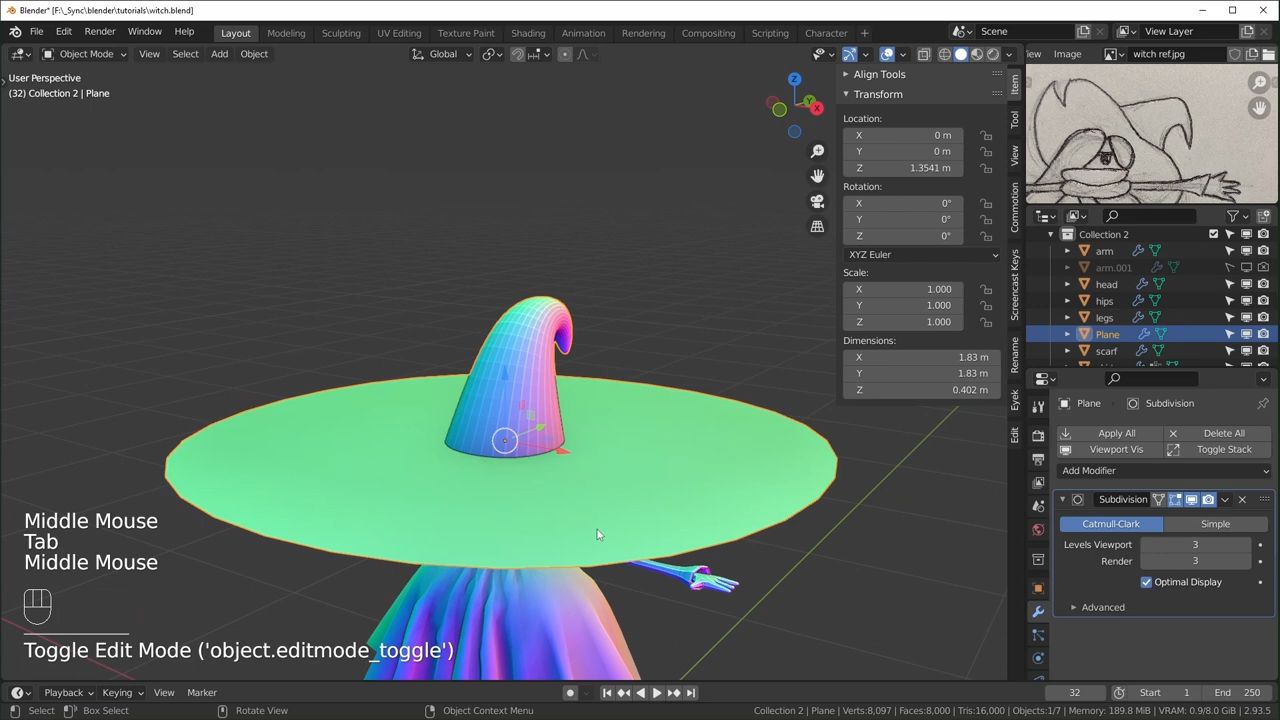 Blender* [F:\_Sync\blender\tutorials\witch.blend]
File Edit Render Window Help Layout Modeling Sculpting UV Editing Texture Paint Shading Animation Rendering Compositing Scripting Character Scene View Layer
Object Mode View Select Add Object Global iew Image witch ref.jpg
User Perspective
(32) Collection 2 | Plane
Align Tools
Transform
Location:
X 0 m
Y 0 m
Z 1.3541 m
Rotation:
X 0°
Y 0°
Z 0°
XYZ Euler
Scale:
X 1.000
Y 1.000
Z 1.000
Dimensions:
X 1.83 m
Y 1.83 m
Z 0.402 m
Item
Tool
View
Commotion
Screencast Keys
Rename
Eyek
Edit
Z
Y
X
Collection 2
arm
arm.001
head
hips
legs
Plane
scarf
Plane Subdivision
Apply All Delete All
Viewport Vis Toggle Stack
Add Modifier
Subdivision
Catmull-Clark Simple
Levels Viewport 3
Render 3
Optimal Display
Advanced
Middle Mouse
Tab
Middle Mouse
Toggle Edit Mode ('object.editmode_toggle')
Playback Keying View Marker 32 Start 1 End 250
Select Box Select Rotate View Object Context Menu Collection 2 | Plane Verts:8,097 Faces:8,000 Tris:16,000 Objects:1/7 Memory: 189.8 MiB VRAM: 0.9/8.0 GiB 2.93.5